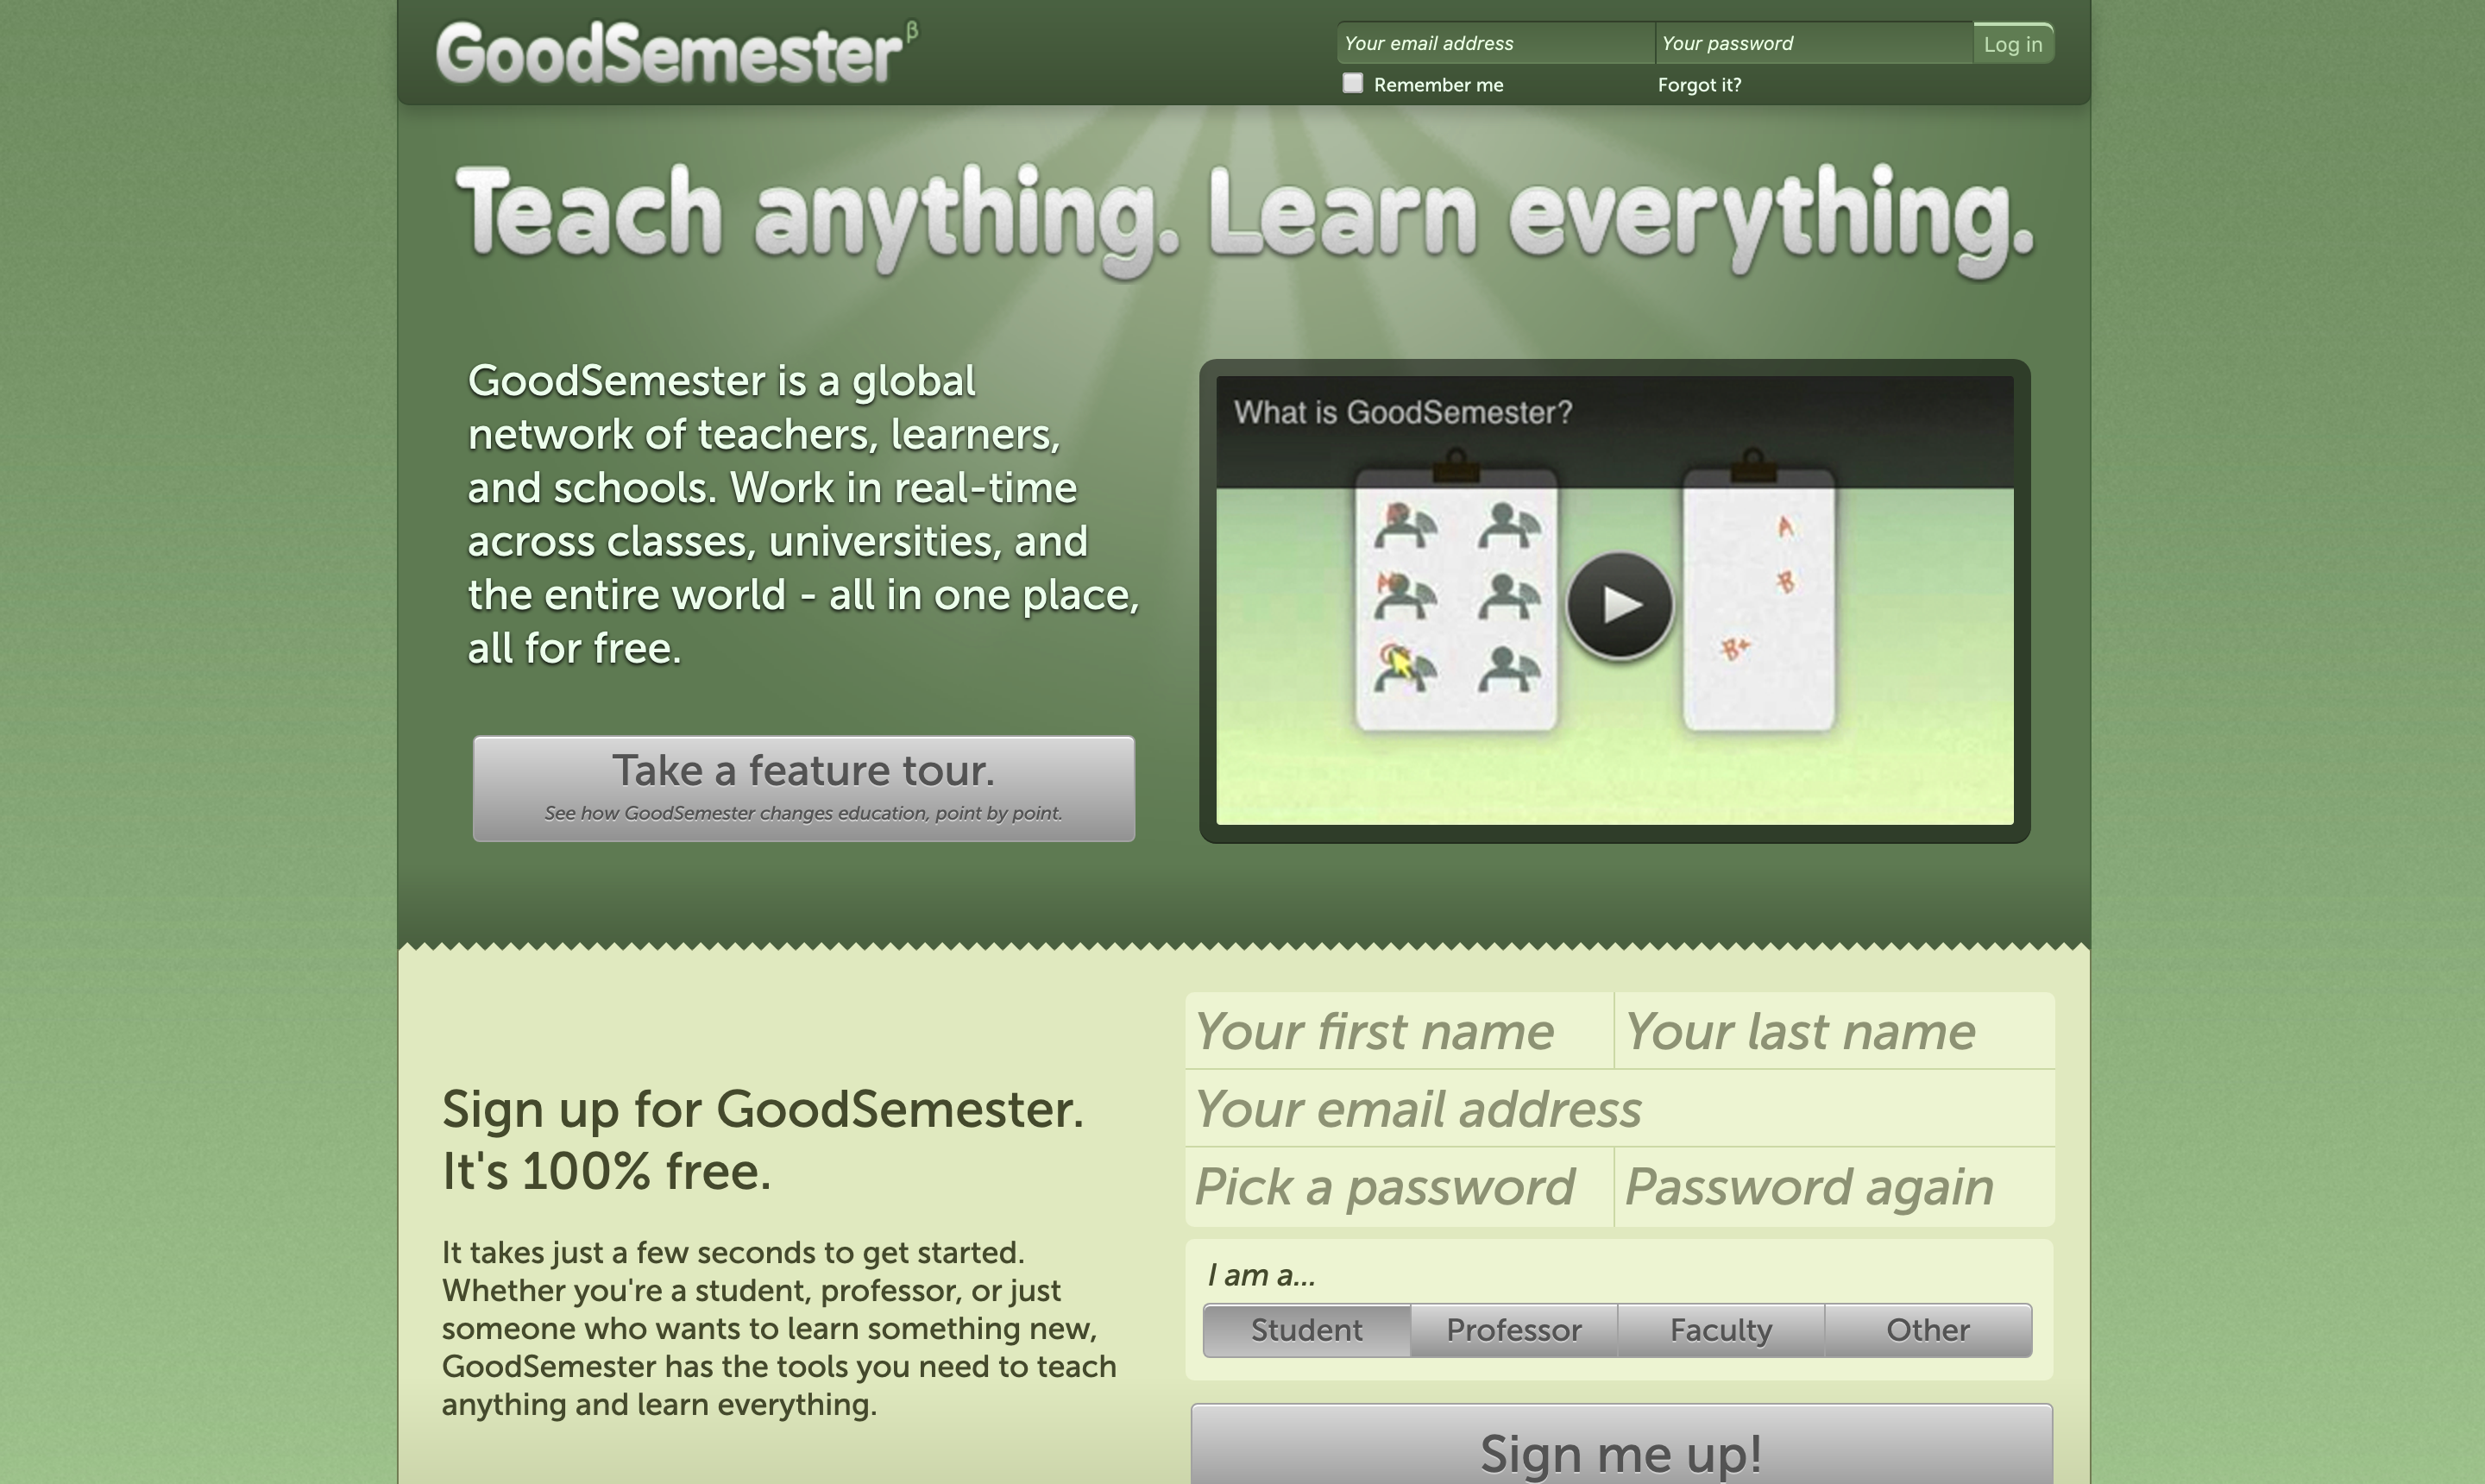 GoodSemester β
Your email address
Your password
Log in
Remember me
Forgot it?
Teach anything. Learn everything.
GoodSemester is a global
network of teachers, learners,
and schools. Work in real-time
across classes, universities, and
the entire world - all in one place,
all for free.
Take a feature tour.
See how GoodSemester changes education, point by point.
What is GoodSemester?
A
B
B+
Sign up for GoodSemester.
It's 100% free.
It takes just a few seconds to get started.
Whether you're a student, professor, or just
someone who wants to learn something new,
GoodSemester has the tools you need to teach
anything and learn everything.
Your first name
Your last name
Your email address
Pick a password
Password again
I am a...
Student
Professor
Faculty
Other
Sign me up!